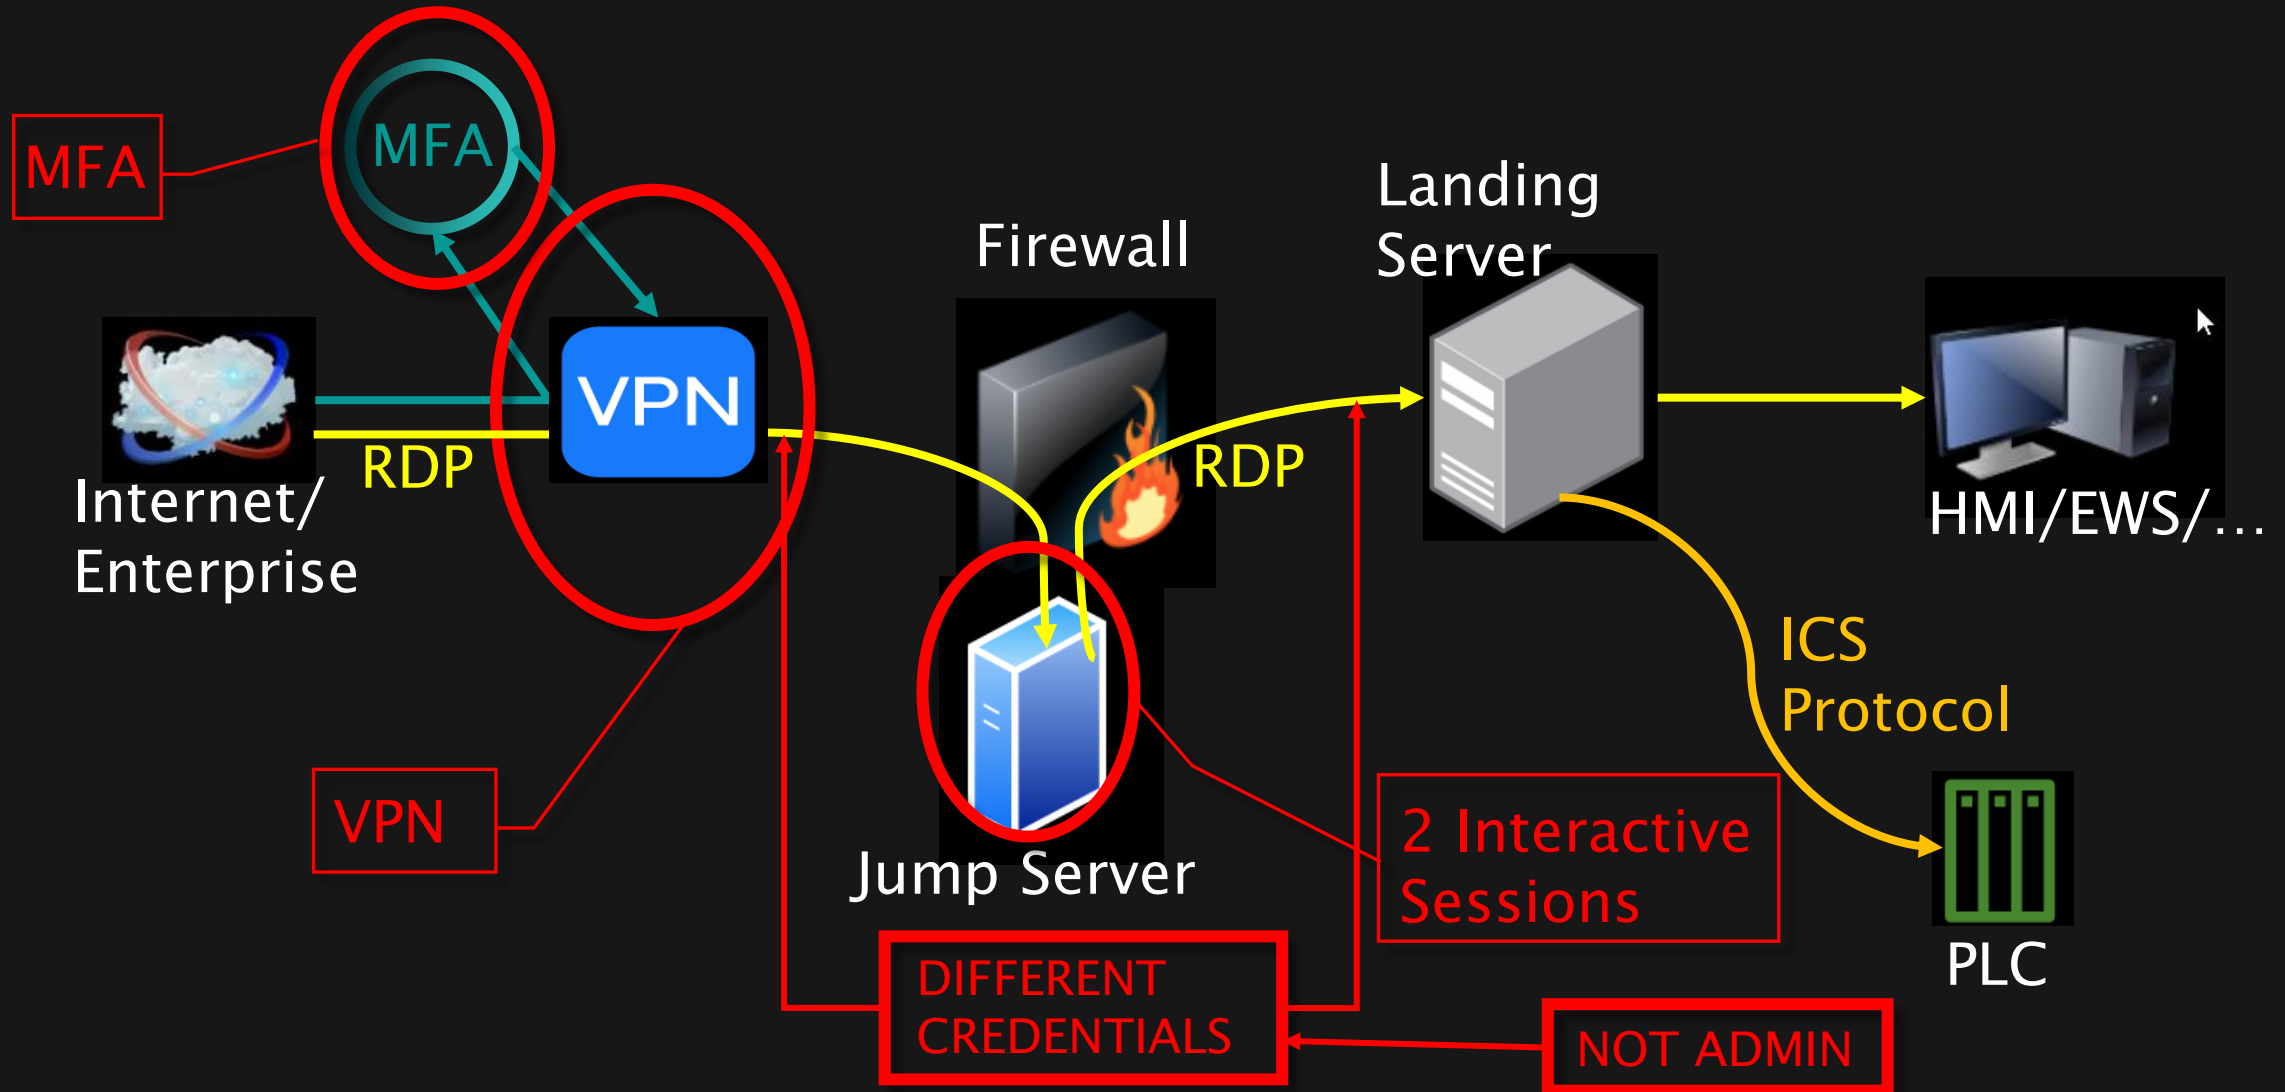 MFA
MFA
Landing
Server
Firewall
VPN
RDP
RDP
Internet/
Enterprise
HMI/EWS/...
ICS
Protocol
VPN
2 Interactive
Sessions
Jump Server
PLC
DIFFERENT
CREDENTIALS
NOT ADMIN